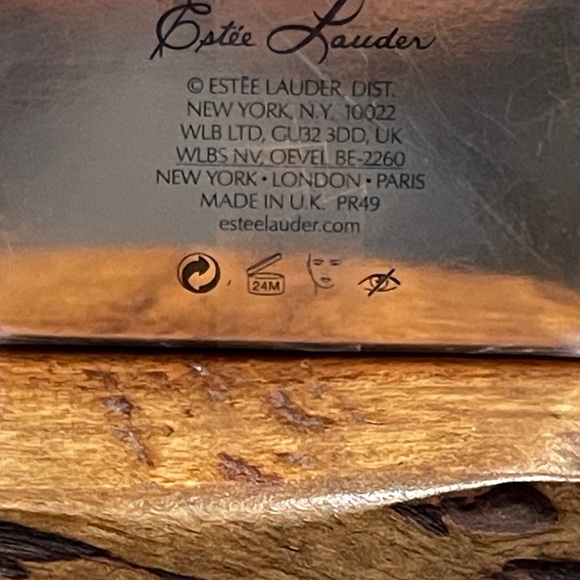 Estée Lauder
© ESTĒE LAUDER, DIST.
NEW YORK, N.Y. 10022
WLB LTD, GU32 3DD, UK
WLBS NV, OEVEL BE-2260
NEW YORK • LONDON • PARIS
MADE IN U.K. PR49
esteelauder.com
24M